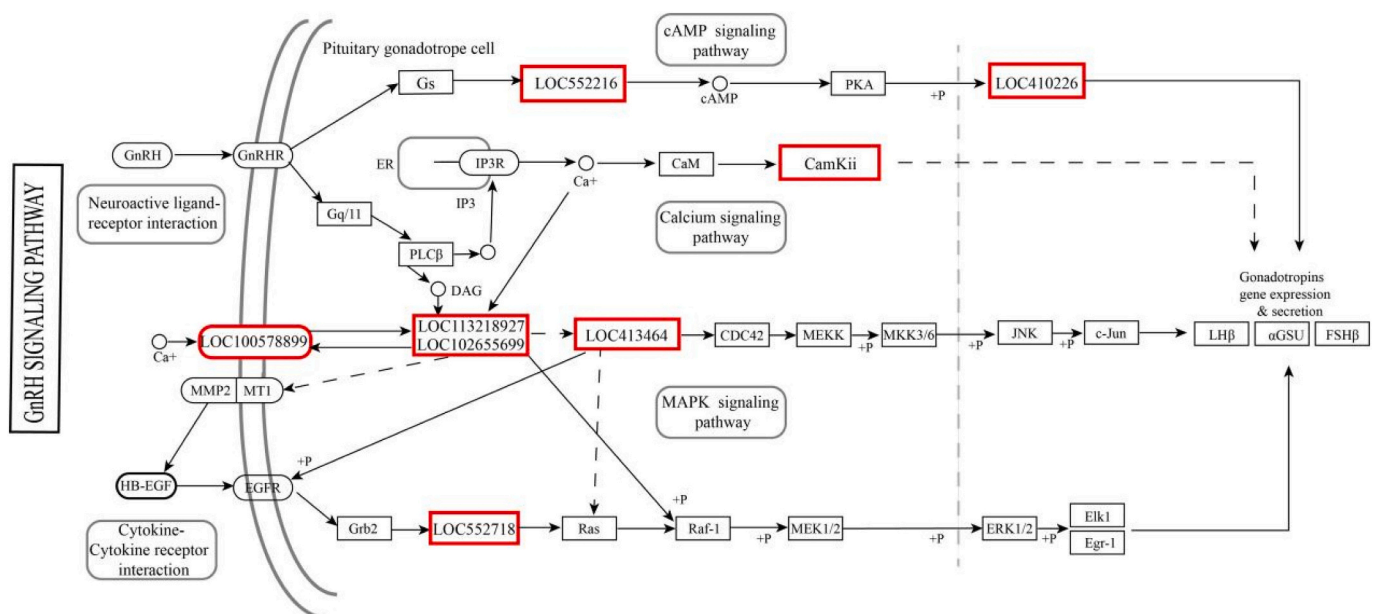 GnRH SIGNALING PATHWAY
Pituitary gonadotrope cell
cAMP signaling
pathway
Gs
LOC552216
cAMP
PKA
+P
LOC410226
GnRH
GnRHR
ER
IP3R
Ca+
CaM
CamKii
Neuroactive ligand-
receptor interaction
IP3
Gq/11
Calcium signaling
pathway
PLCβ
DAG
Gonadotropins
gene expression
& secretion
Ca+
LOC100578899
LOC113218927
LOC102655699
LOC413464
CDC42
MEKK
+P
MKK3/6
+P
JNK
+P
c-Jun
LHβ
αGSU
FSHβ
MMP2
MT1
MAPK signaling
pathway
+P
HB-EGF
EGFR
+P
Cytokine-
Cytokine receptor
interaction
Grb2
LOC552718
Ras
Raf-1
+P
MEK1/2
+P
ERK1/2
+P
Elk1
Egr-1